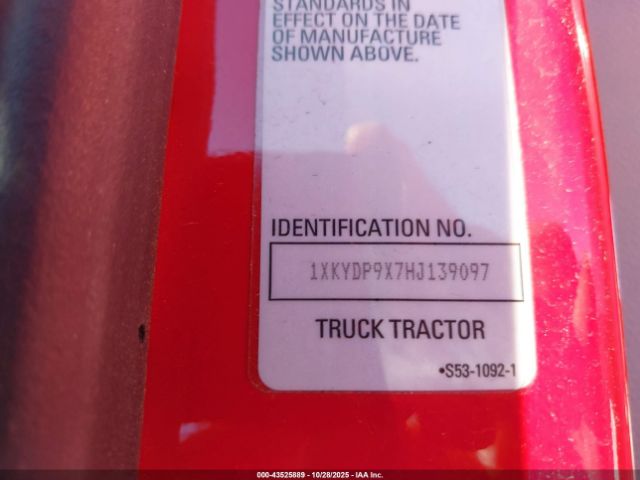 STANDARDS IN
EFFECT ON THE DATE
OF MANUFACTURE
SHOWN ABOVE.
IDENTIFICATION NO.
1XKYDP9X7HJ139097
TRUCK TRACTOR
•S53-1092-1
000-43525889 - 10/28/2025 - IAA Inc.